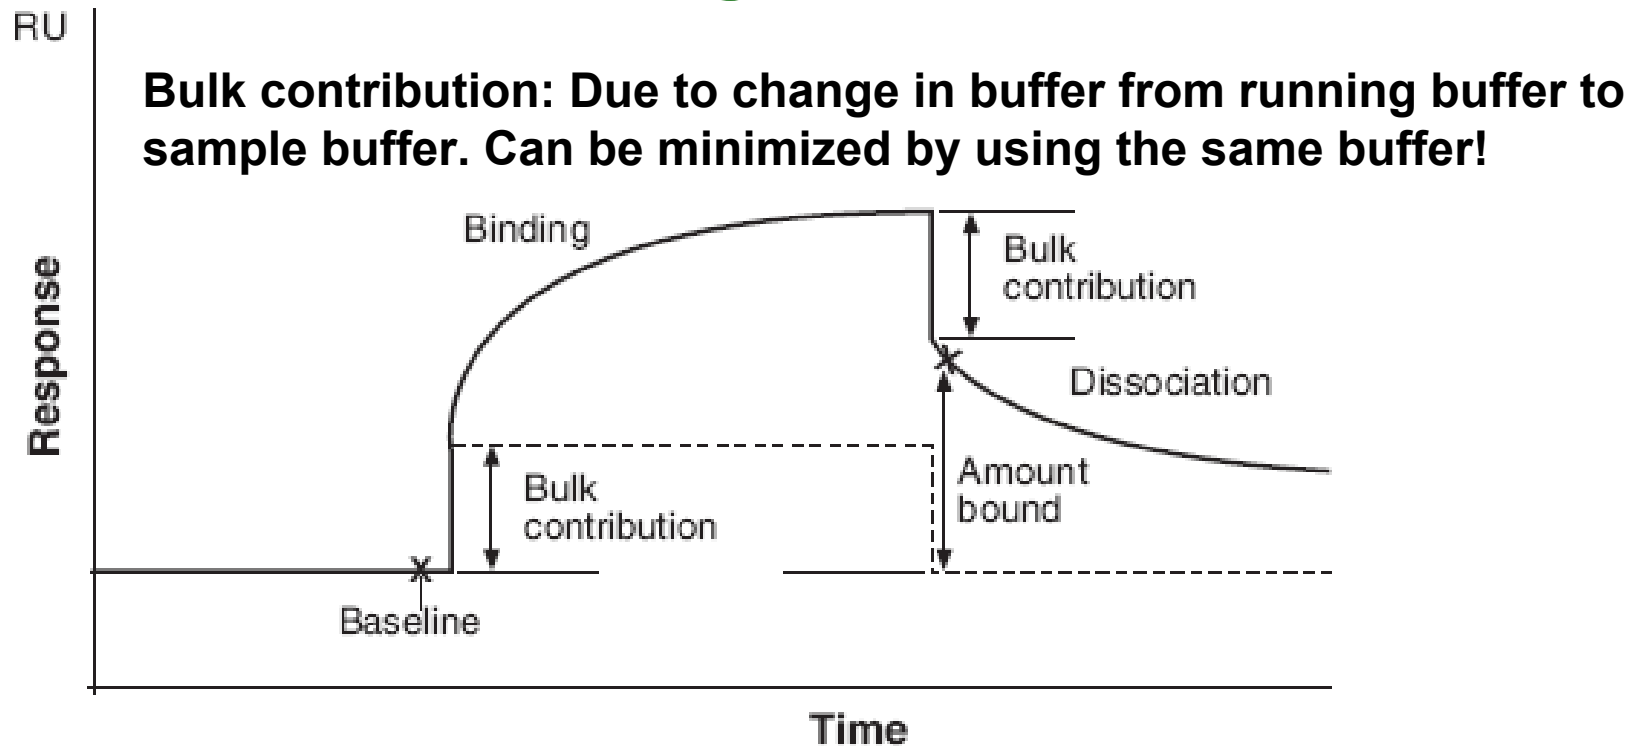 RU
Bulk contribution: Due to change in buffer from running buffer to
sample buffer. Can be minimized by using the same buffer!
Binding
Bulk
contribution
Dissociation
Response
Amount
bound
Bulk
contribution
Baseline
Time